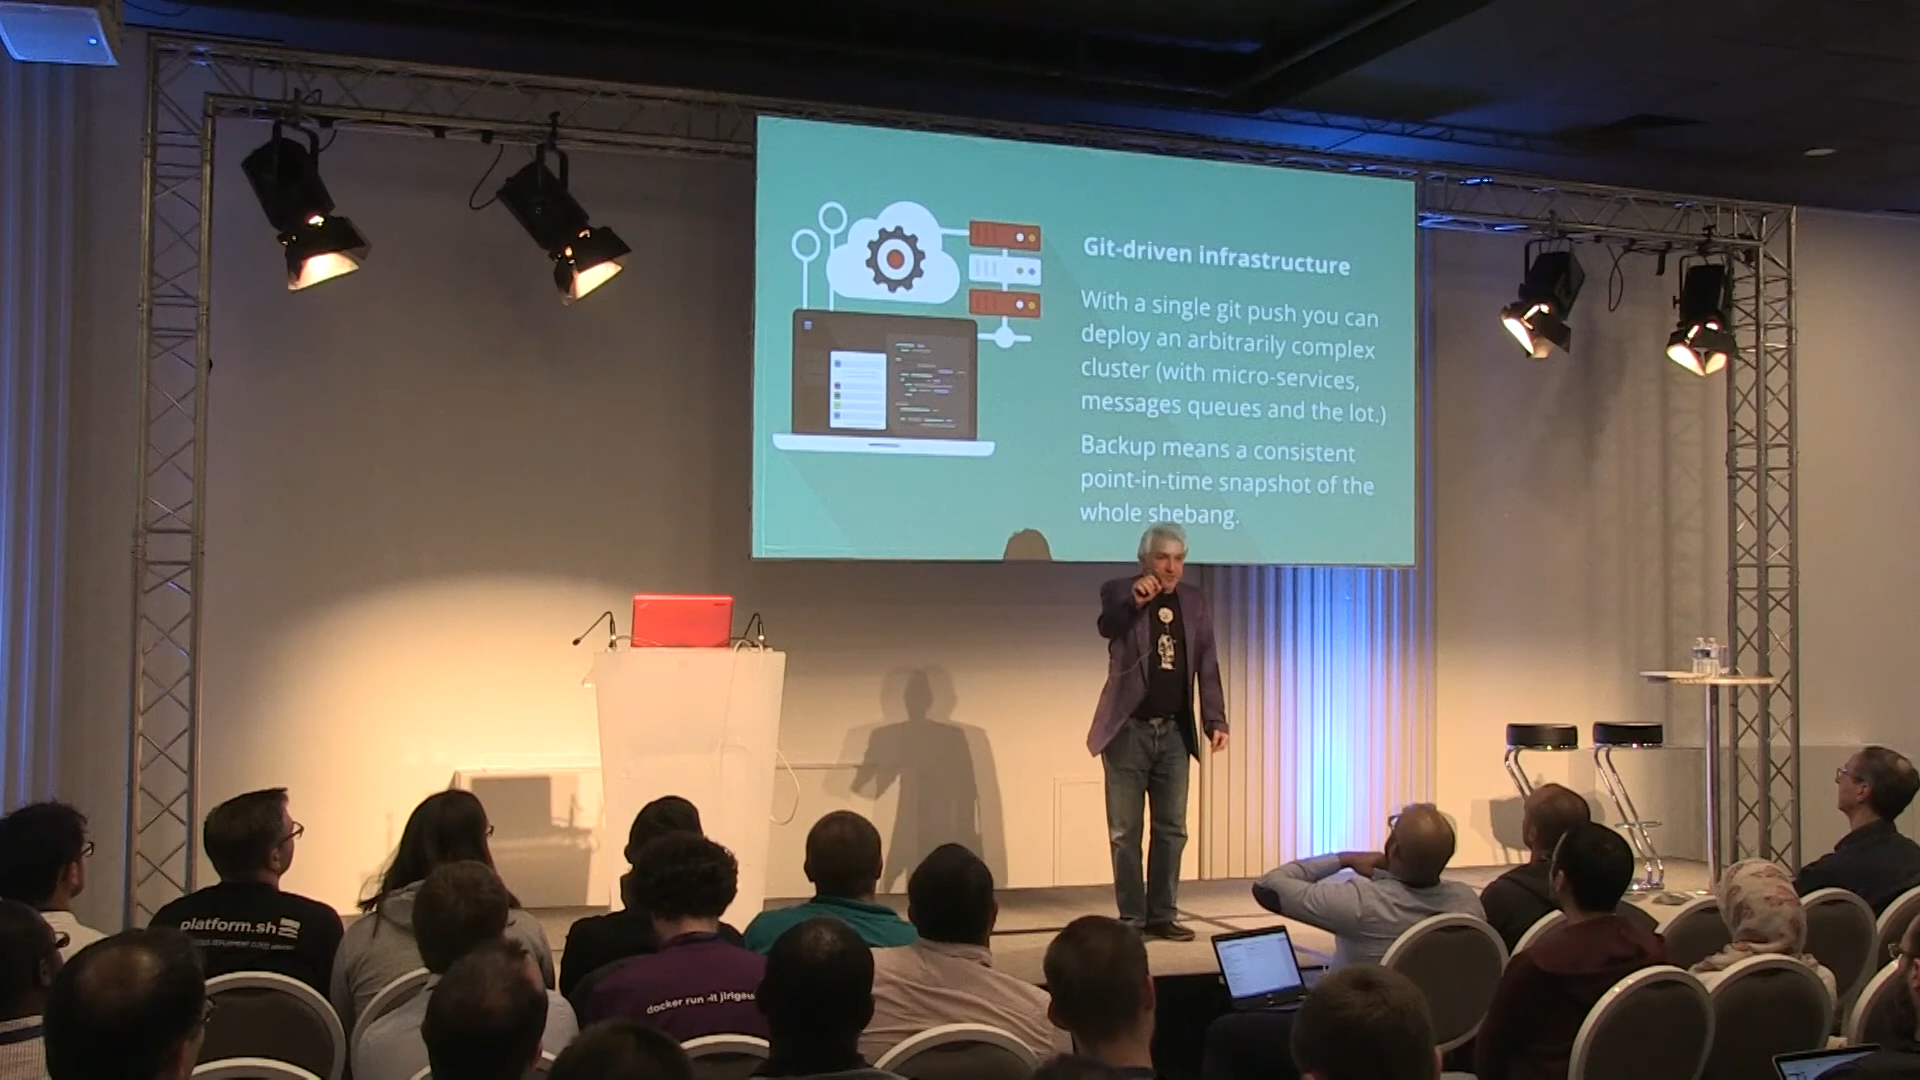 Git-driven infrastructure
With a single git push you can
deploy an arbitrarily complex
cluster (with micro-services,
messages queues and the lot.)
Backup means a consistent
point-in-time snapshot of the
whole shebang.
platform.sh
docker run -it